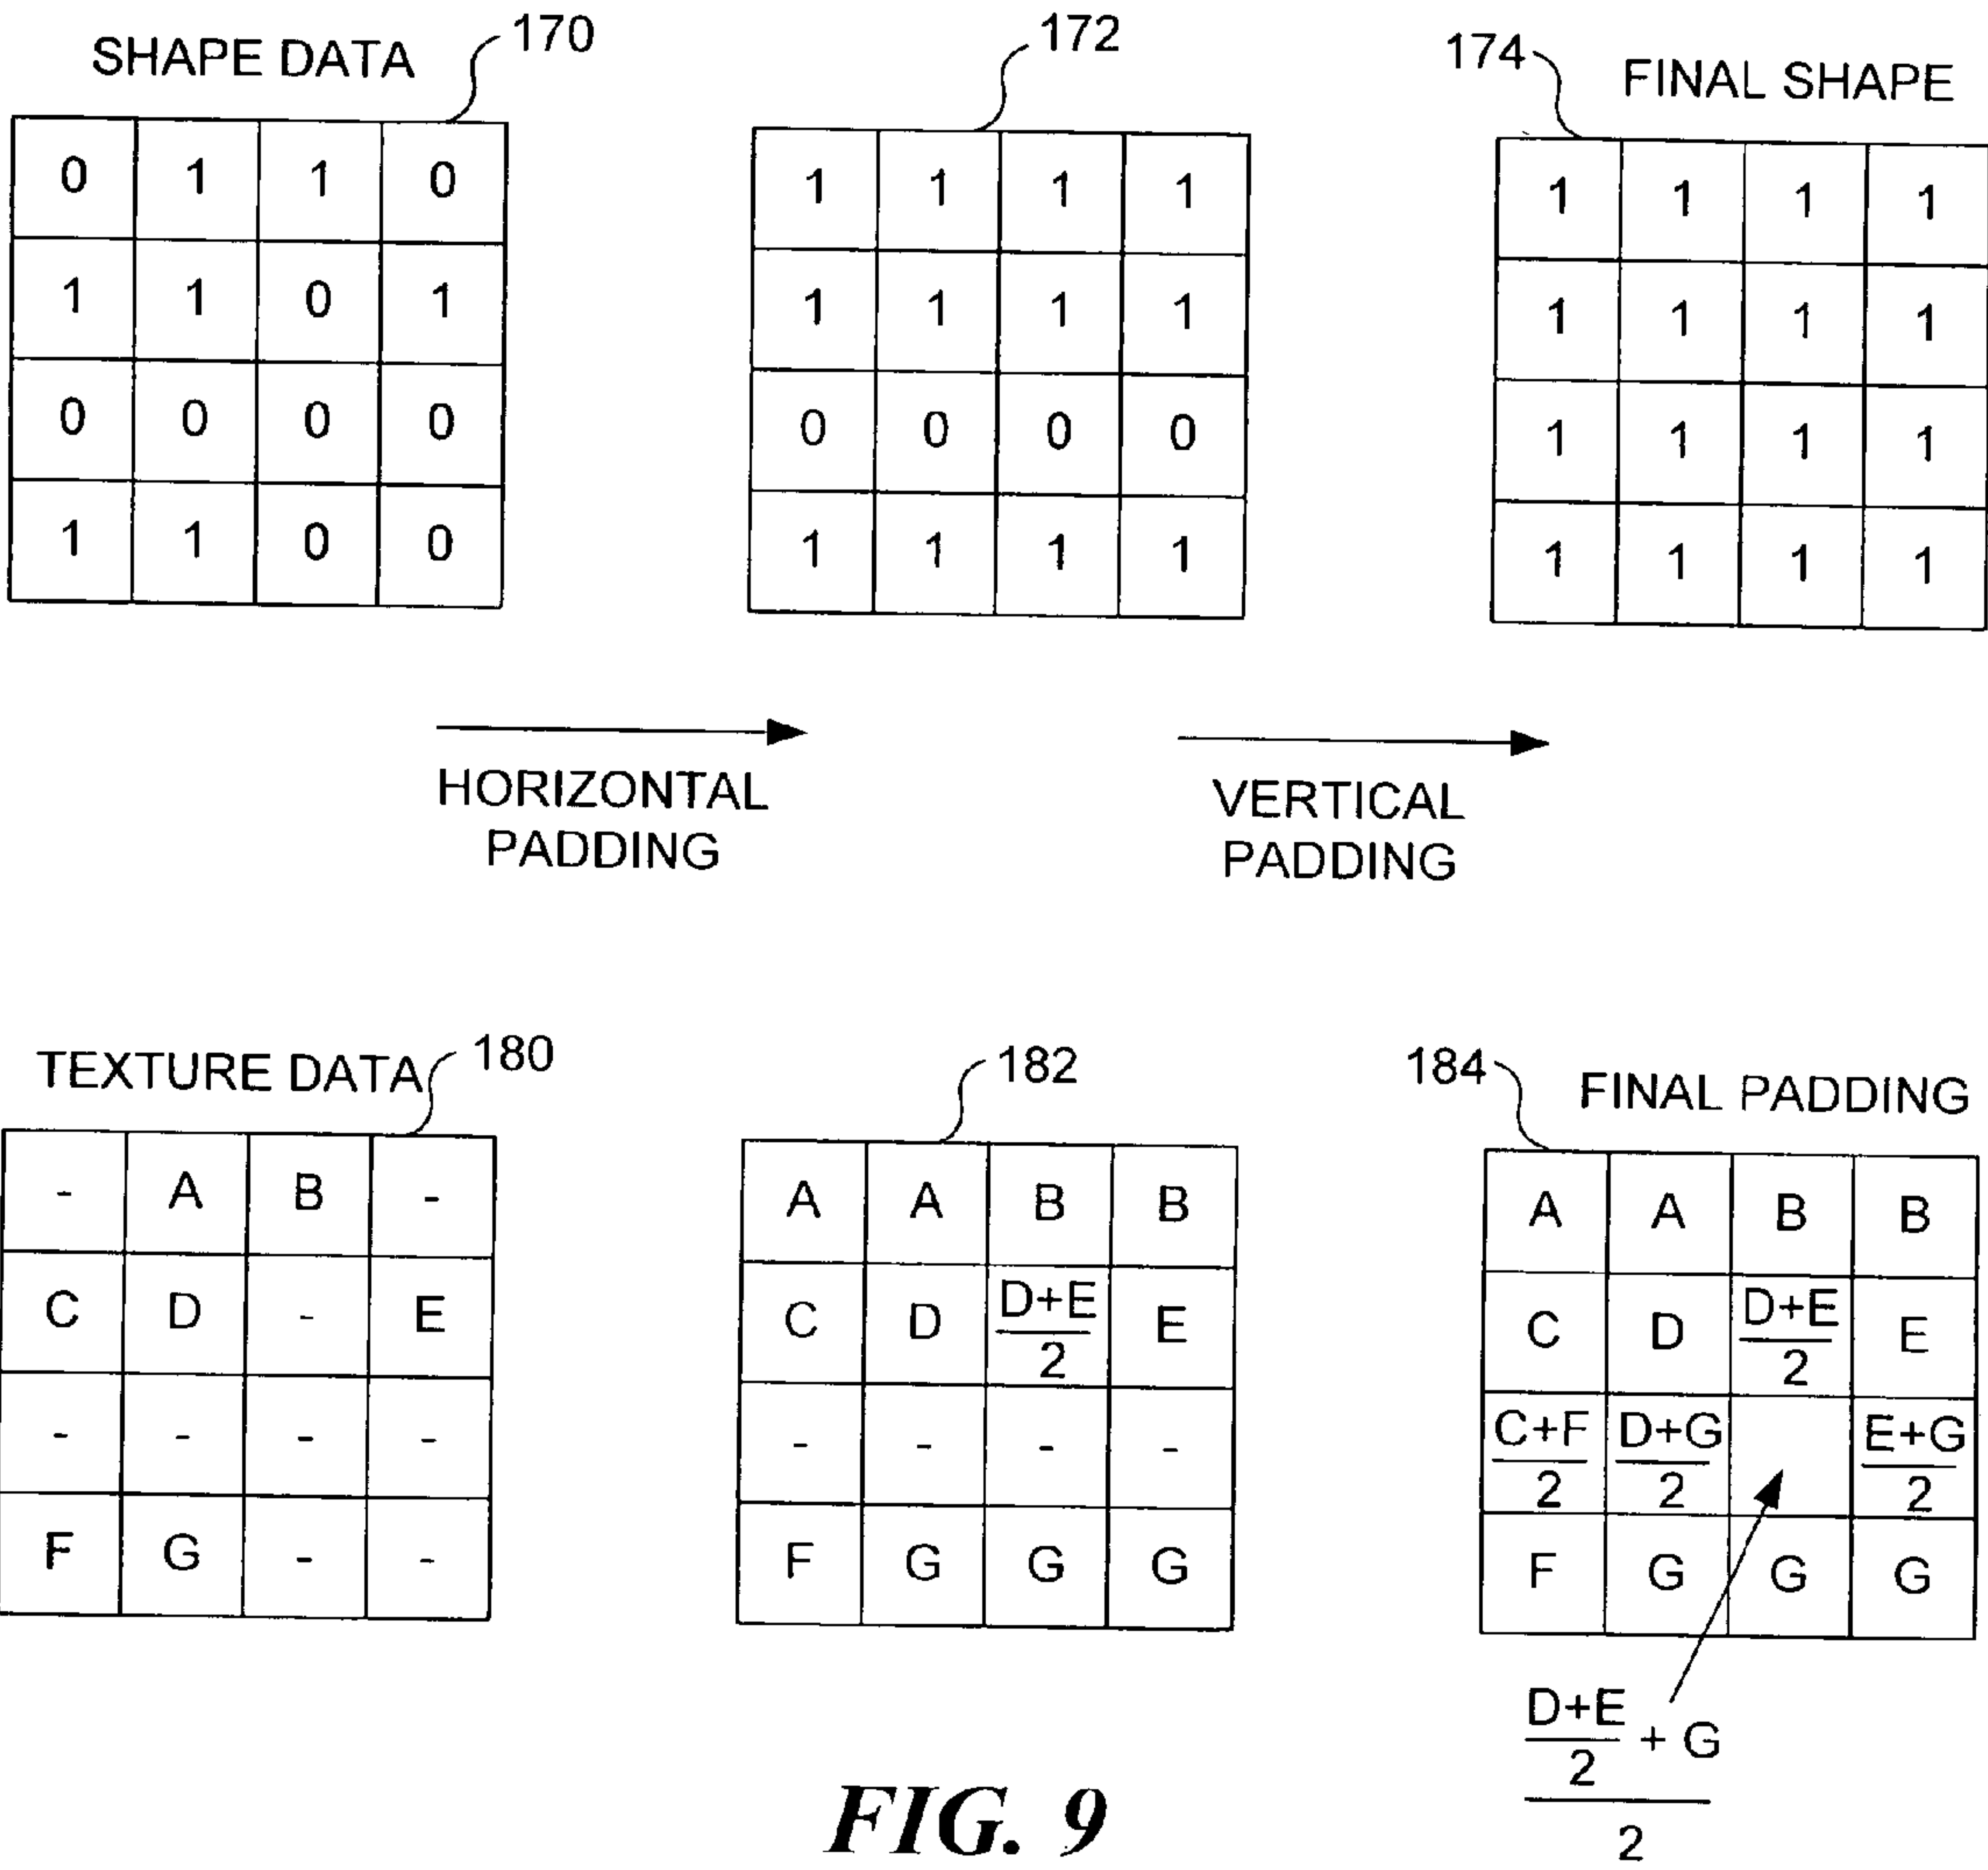 SHAPE DATA 170 172 174 FINAL SHAPE
0 1 1 0 1 1 1 1 1 1 1 1
1 1 0 1 1 1 1 1 1 1 1 1
0 0 0 0 0 0 0 0 1 1 1 1
1 1 0 0 1 1 1 1 1 1 1 1
HORIZONTAL
PADDING
VERTICAL
PADDING
TEXTURE DATA 180 182 184 FINAL PADDING
- A B - A A B B A A B B
C D - E C D D+E/2 E C D D+E/2 E
- - - - - - - - C+F/2 D+G/2 E+G/2
F G - - F G G G F G G G
D+E
2
+ G
2
FIG. 9